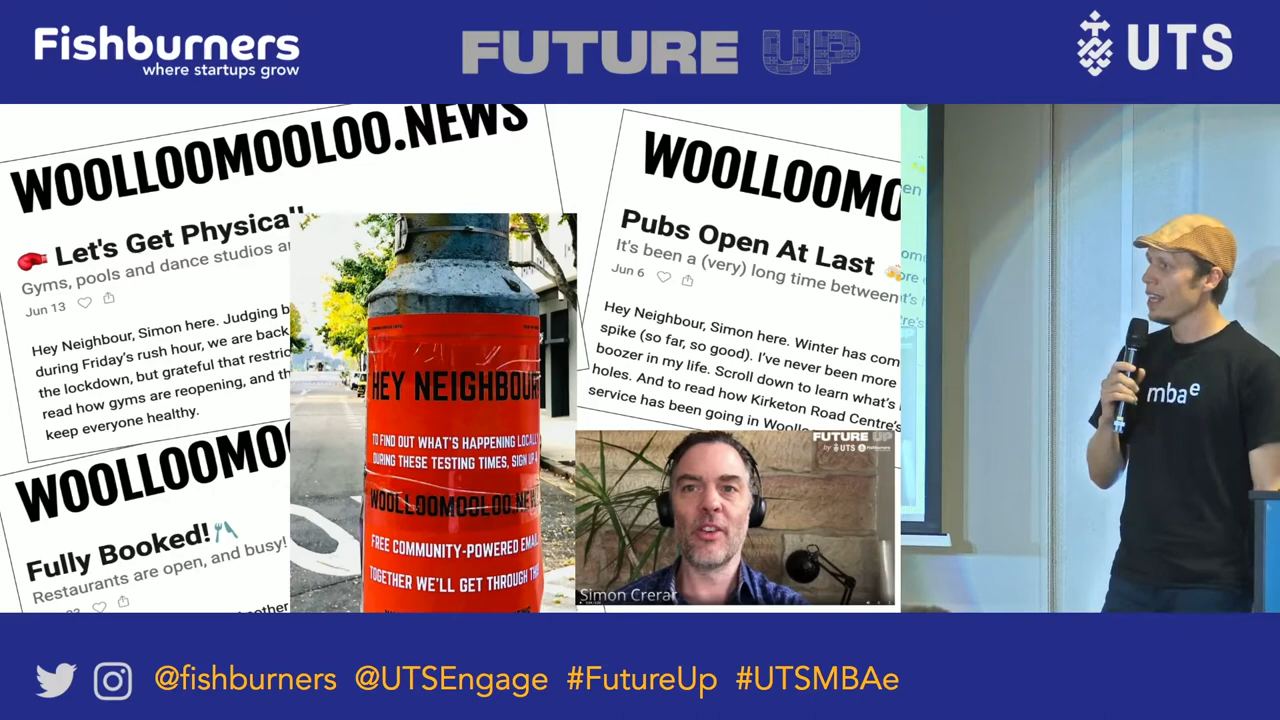 Fishburners
where startups grow
FUTURE UP
UTS
WOOLLOOMOOLOO.NEWS
🥊 Let's Get Physical
Gyms, pools and dance studios
Jun 13
Hey Neighbour, Simon here. Judging
during Friday's rush hour, we are back
the lockdown, but grateful that
read how gyms are reopening, and
keep everyone healthy.
WOOLLOOMO
Fully Booked!
Restaurants are open, and busy!
HEY NEIGHBOUR
TO FIND OUT WHAT'S HAPPENING LOCALLY
DURING THESE TESTING TIMES, SIGN UP
WOOLLOOMOOLOO.NEW
FREE COMMUNITY-POWERED EMAIL
TOGETHER WE'LL GET THROUGH
WOOLLOOMO
Pubs Open At Last
It's been a (very) long time between
Jun 6
Hey Neighbour, Simon here. Winter has com
spike (so far, so good). I've never been more
boozer in my life. Scroll down to learn what's
holes. And to read how Kirketon Road Centre's
service has been going in
FUTURE UP
by UTS fishburners
Simon Crerar
mbae
@fishburners @UTSEngage #FutureUp #UTSMBAe